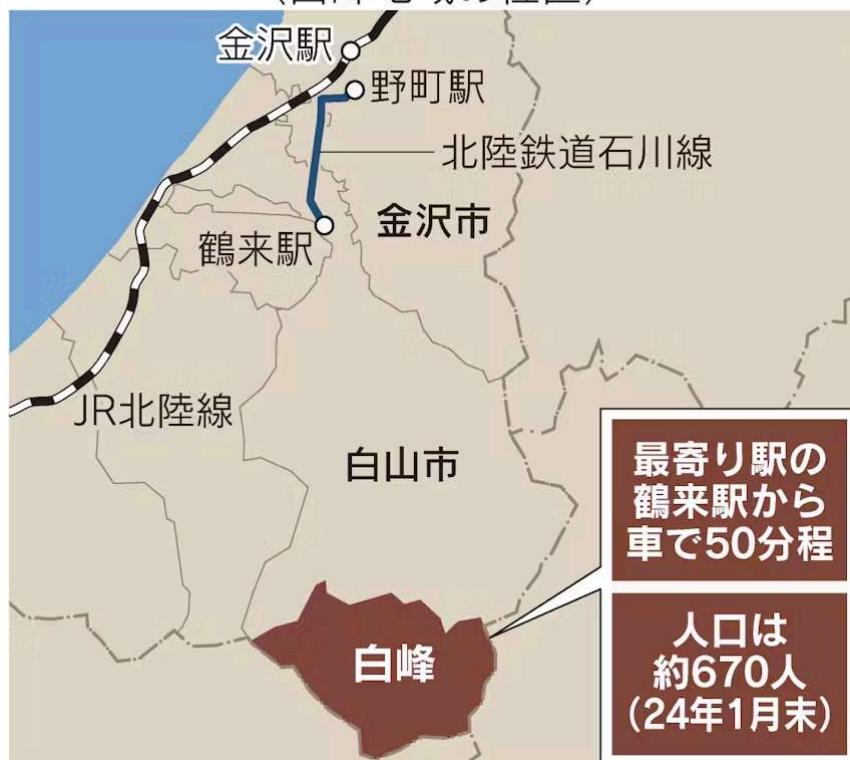 金沢駅
野町駅
北陸鉄道石川線
金沢市
鶴来駅
JR北陸線
白山市
最寄り駅の
鶴来駅から
車で50分程
白峰
人口は
約670人
(24年1月末)